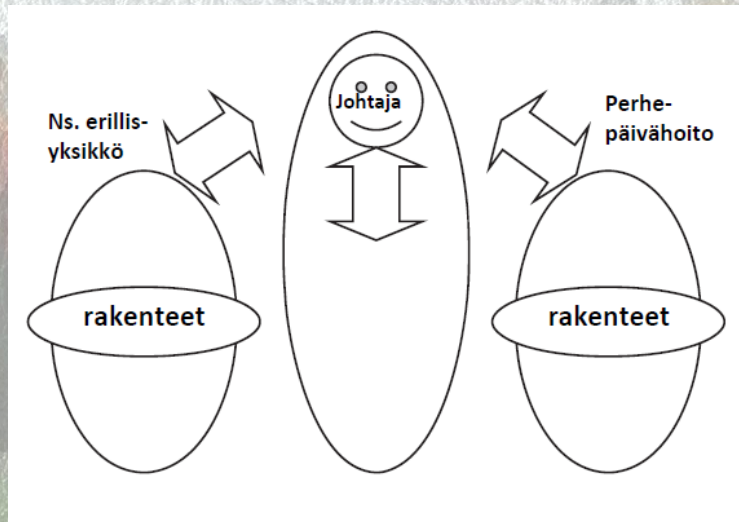 Johtaja
Ns. erillis-
yksikkö
Perhe-
päivähoito
rakenteet
rakenteet